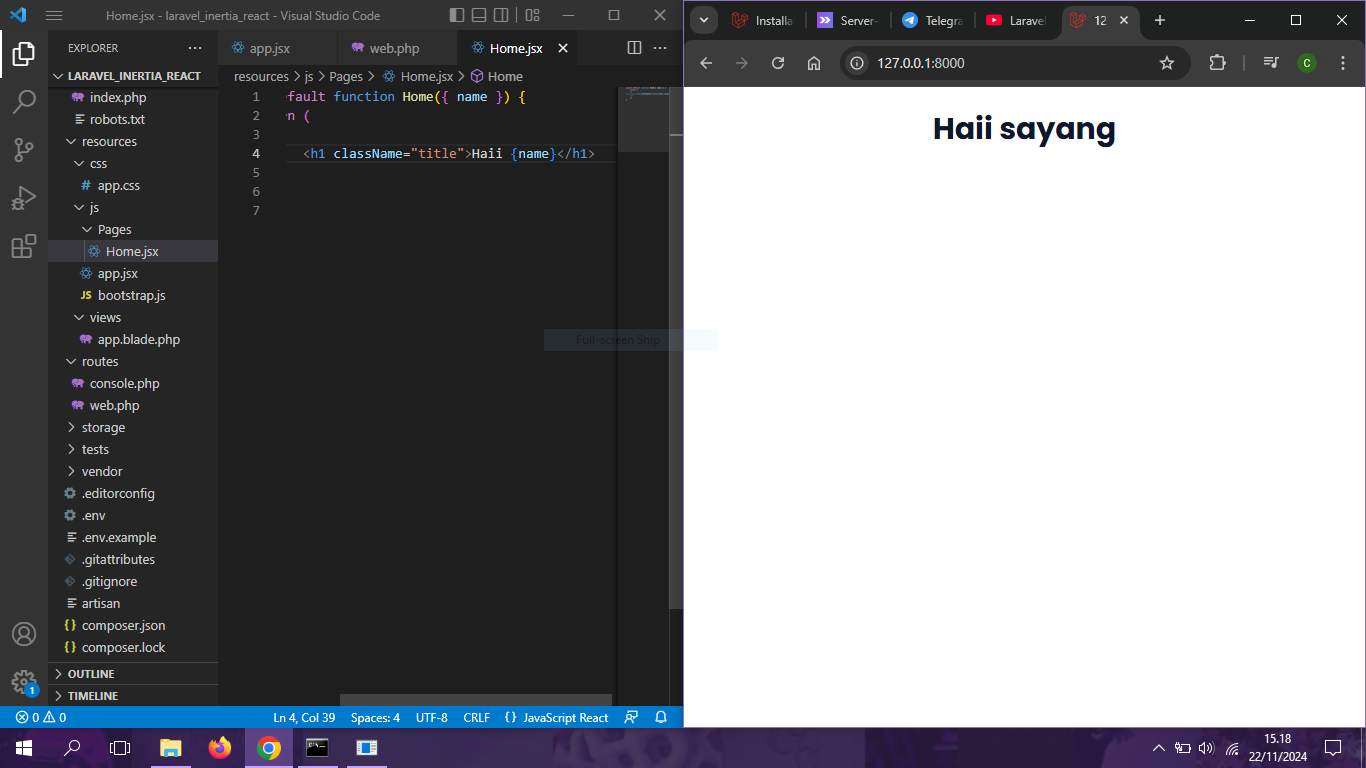 Home.jsx - laravel_inertia_react - Visual Studio Code
EXPLORER
LARAVEL_INERTIA_REACT
index.php
robots.txt
resources
css
# app.css
js
Pages
Home.jsx
app.jsx
JS bootstrap.js
views
app.blade.php
routes
console.php
web.php
storage
tests
vendor
.editorconfig
.env
.env.example
.gitattributes
.gitignore
artisan
{} composer.json
{} composer.lock
OUTLINE
TIMELINE
1
app.jsx
web.php
Home.jsx
resources > js > Pages > Home.jsx > Home
1 fault function Home({ name }) {
2 n (
3
4 <h1 className="title">Haii {name}</h1>
5
6
7
Full-screen Snip
0 0
Ln 4, Col 39
Spaces: 4
UTF-8
CRLF
{} JavaScript React
Installa
Server-
Telegra
Laravel
12
127.0.0.1:8000
C
Haii sayang
15.18
22/11/2024